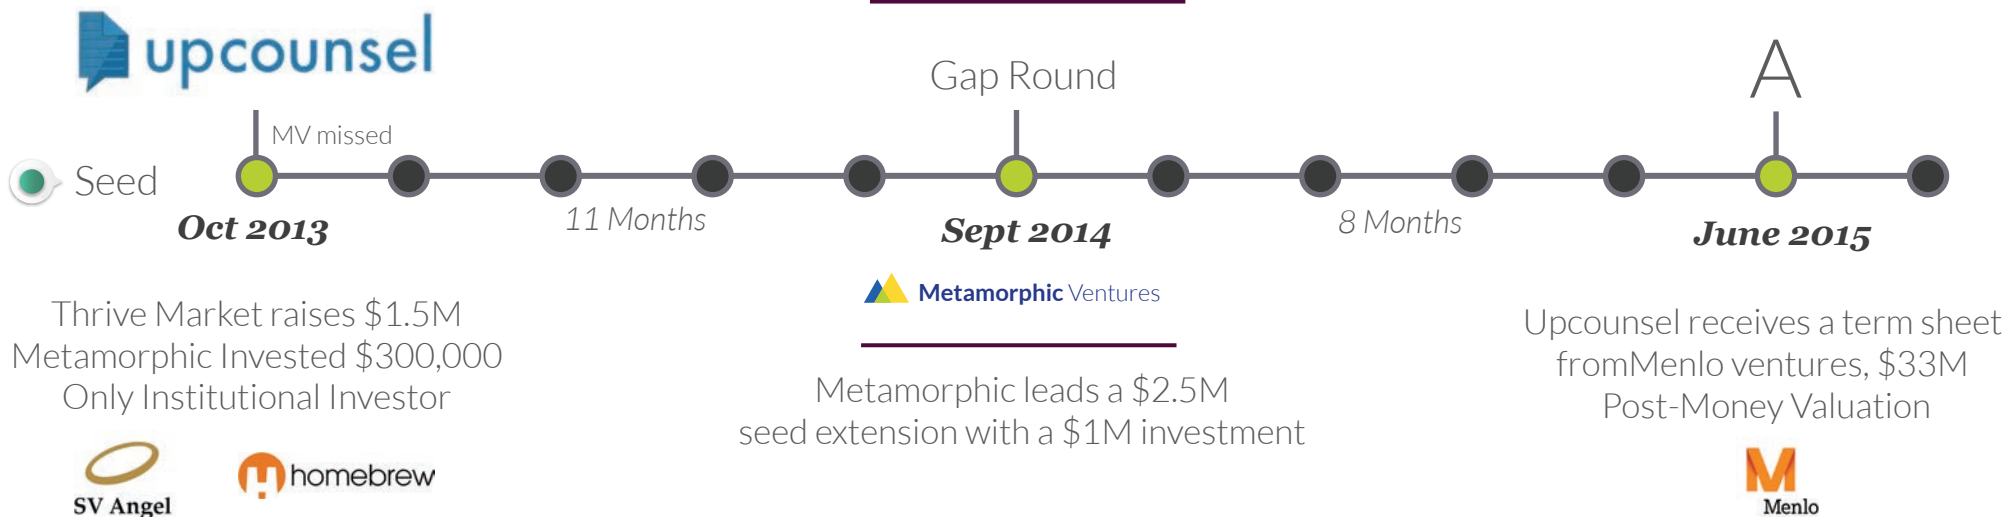 upcounsel
Gap Round
A
MV missed
Seed
Oct 2013
11 Months
Sept 2014
8 Months
June 2015
Metamorphic Ventures
Thrive Market raises $1.5M
Metamorphic Invested $300,000
Only Institutional Investor
Metamorphic leads a $2.5M
seed extension with a $1M investment
Upcounsel receives a term sheet
fromMenlo ventures, $33M
Post-Money Valuation
SV Angel
homebrew
Menlo